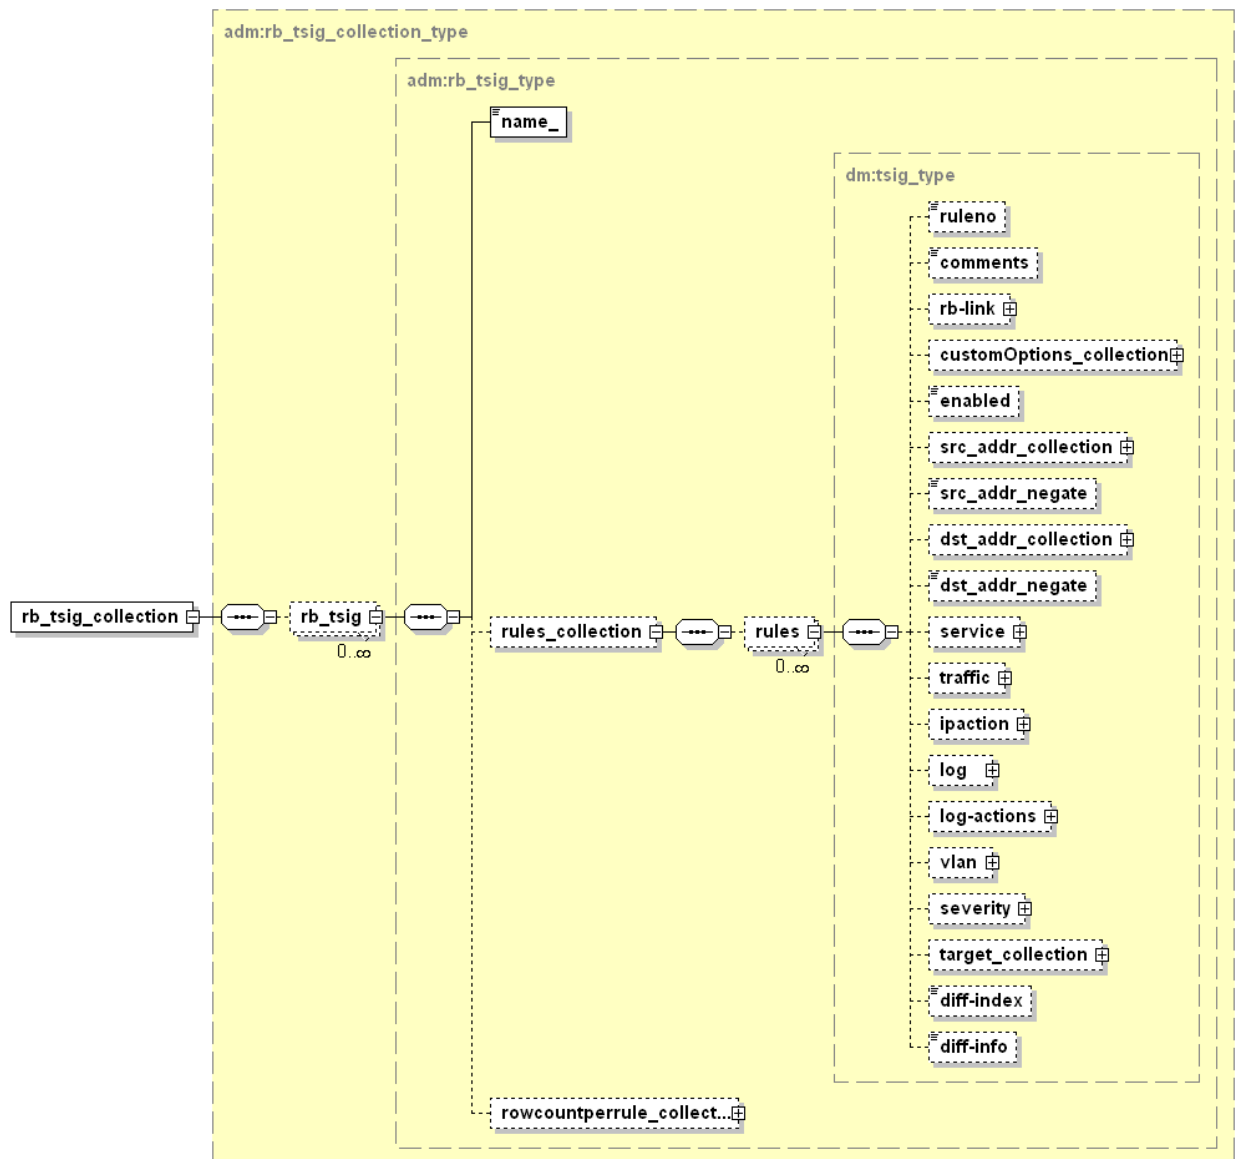 adm:rb_tsig_collection_type
adm:rb_tsig_type
name_
dm:tsig_type
ruleno
comments
rb-link
customOptions_collection
enabled
src_addr_collection
src_addr_negate
dst_addr_collection
dst_addr_negate
rb_tsig_collection
rb_tsig
0..∞
rules_collection
rules
0..∞
service
traffic
ipaction
log
log-actions
vlan
severity
target_collection
diff-index
diff-info
rowcountperrule_collect...